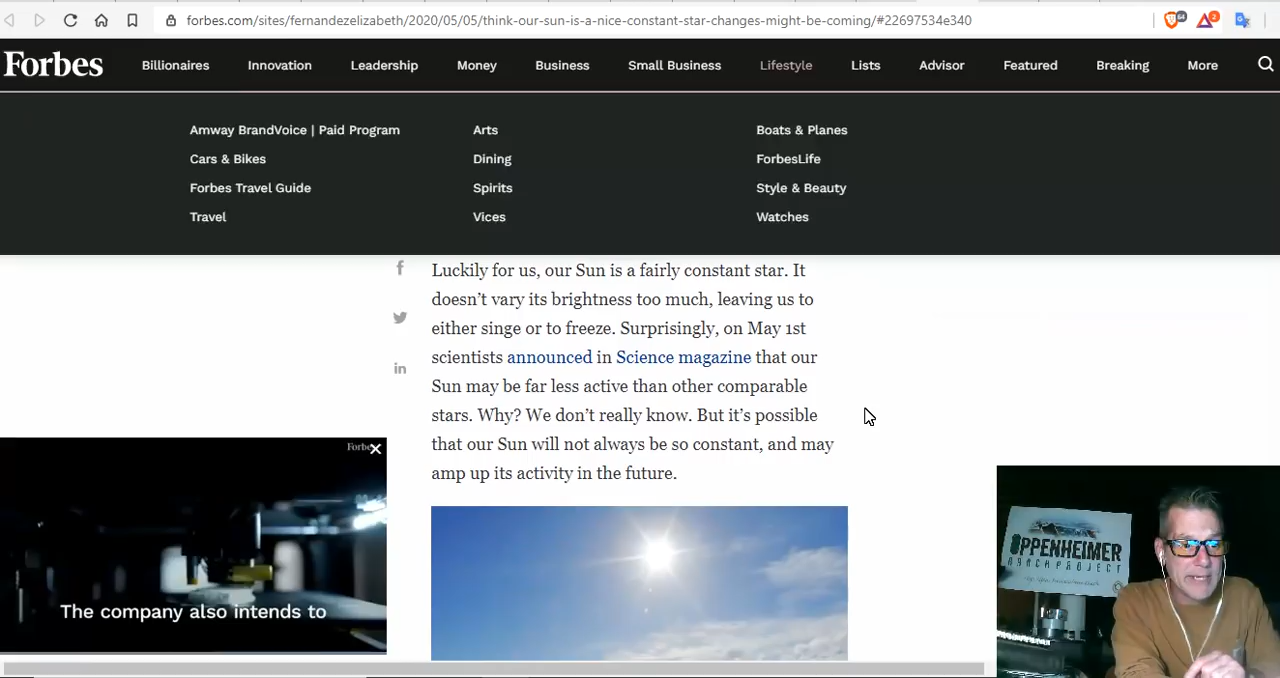 forbes.com/sites/fernandezelizabeth/2020/05/05/think-our-sun-is-a-nice-constant-star-changes-might-be-coming/#22697534e340
64
2
Forbes
Billionaires Innovation Leadership Money Business Small Business Lifestyle Lists Advisor Featured Breaking More
Amway BrandVoice | Paid Program Arts Boats & Planes
Cars & Bikes Dining ForbesLife
Forbes Travel Guide Spirits Style & Beauty
Travel Vices Watches
Luckily for us, our Sun is a fairly constant star. It
doesn’t vary its brightness too much, leaving us to
either singe or to freeze. Surprisingly, on May 1st
scientists announced in Science magazine that our
Sun may be far less active than other comparable
stars. Why? We don’t really know. But it’s possible
that our Sun will not always be so constant, and may
amp up its activity in the future.
The company also intends to
OPPENHEIMER
RANCH PROJECT